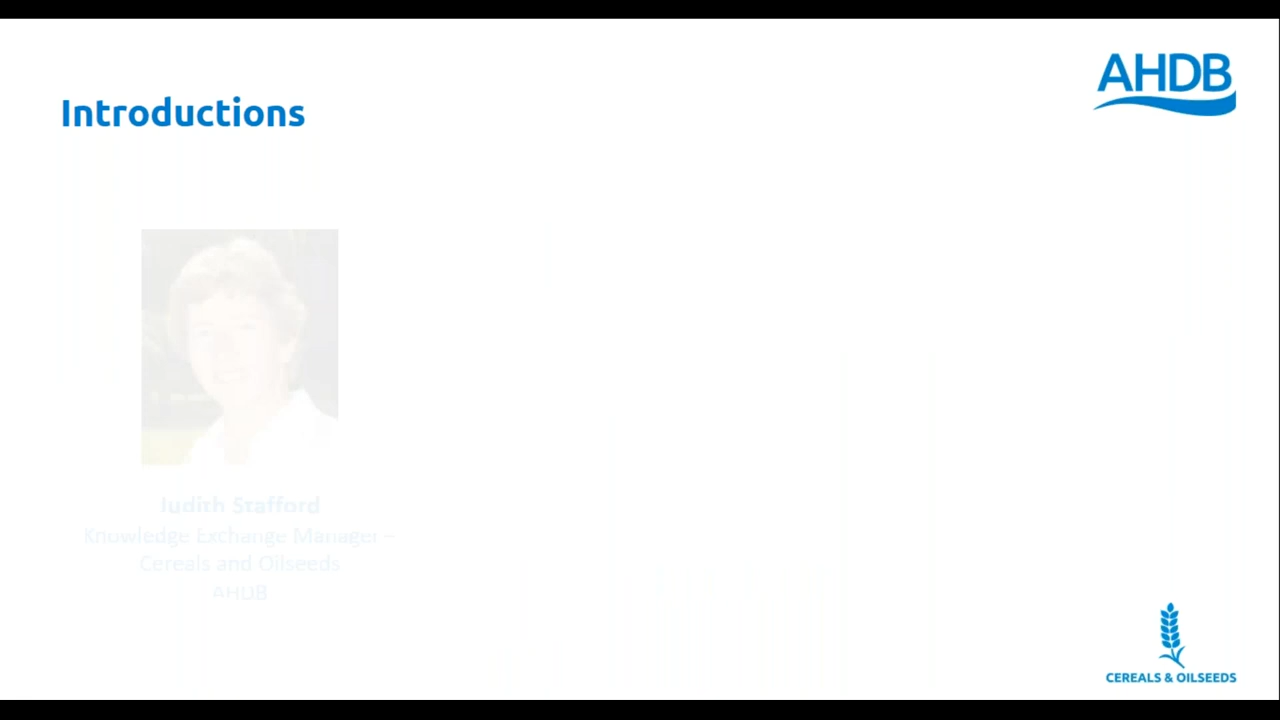 AHDB
Introductions
Judith Stafford
Knowledge Exchange Manager –
Cereals and Oilseeds
AHDB
CEREALS & OILSEEDS